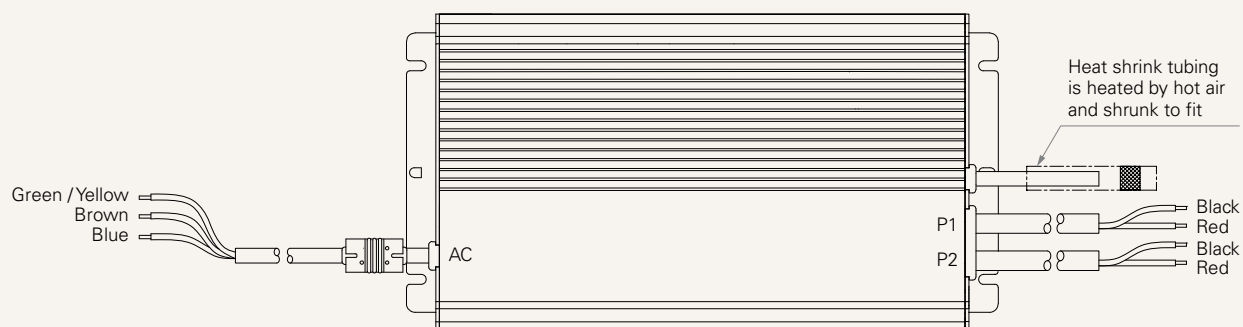 Heat shrink tubing
is heated by hot air
and shrunk to fit
Green / Yellow
Brown
Blue
AC
P1
P2
Black
Red
Black
Red